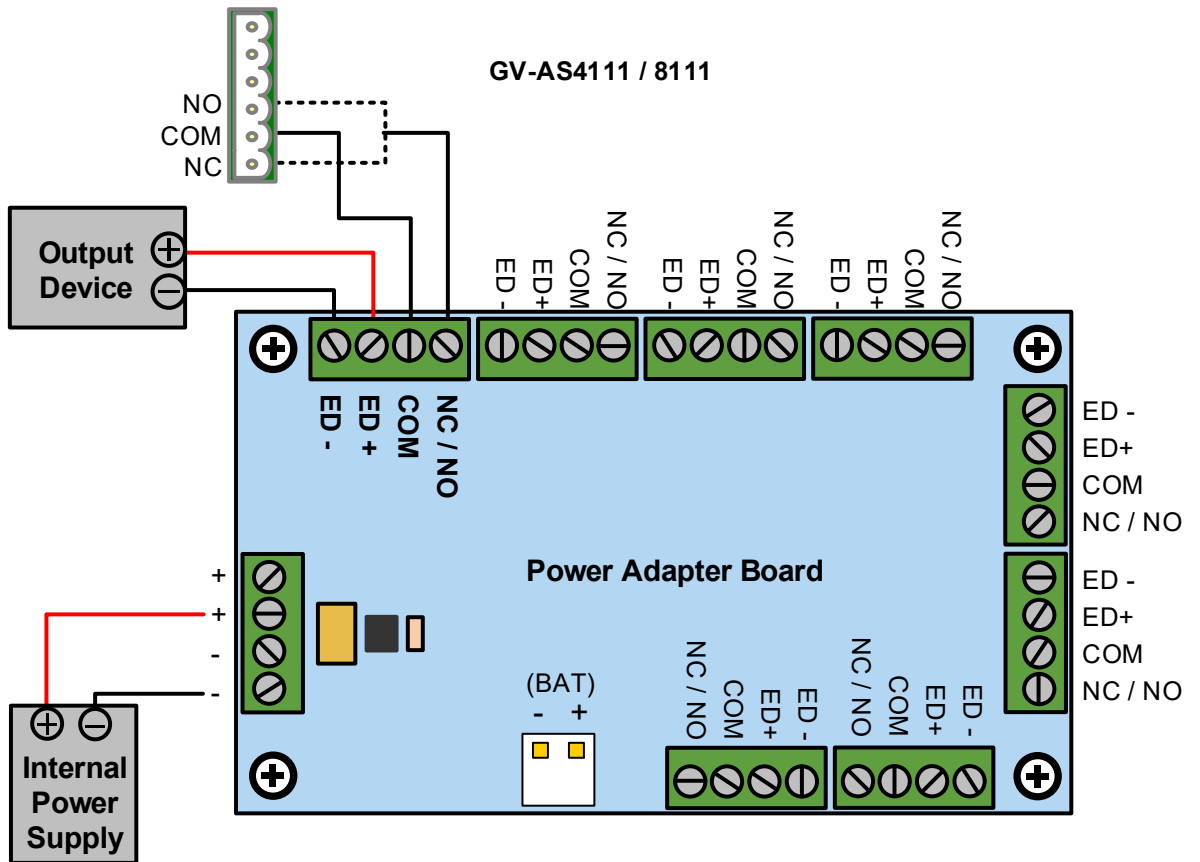 GV-AS4111 / 8111
NO
COM
NC
Output
Device
ED -
ED+
COM
NC / NO
ED -
ED+
COM
NC / NO
ED -
ED+
COM
NC / NO
ED -
ED +
COM
NC / NO
ED -
ED+
COM
NC / NO
Power Adapter Board
+
+
-
-
ED -
ED+
COM
NC / NO
(BAT)
- +
NC / NO
COM
ED+
ED -
NC / NO
COM
ED+
ED -
Internal
Power
Supply